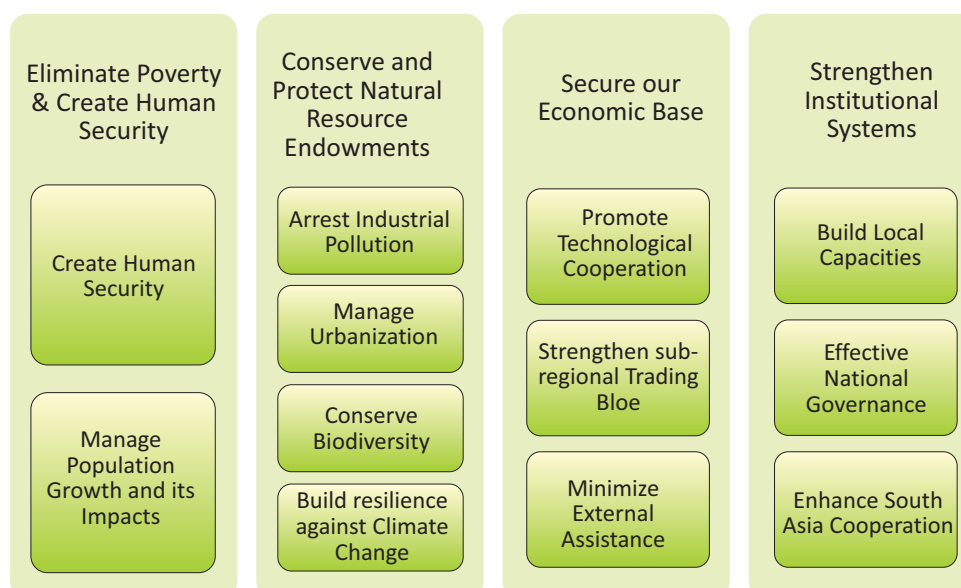 Eliminate Poverty
& Create Human
Security
Create Human
Security
Manage
Population
Growth and its
Impacts
Conserve and
Protect Natural
Resource
Endowments
Arrest Industrial
Pollution
Manage
Urbanization
Conserve
Biodiversity
Build resilience
against Climate
Change
Secure our
Economic Base
Promote
Technological
Cooperation
Strengthen sub-
regional Trading
Bloe
Minimize
External
Assistance
Strengthen
Institutional
Systems
Build Local
Capacities
Effective
National
Governance
Enhance South
Asia Cooperation